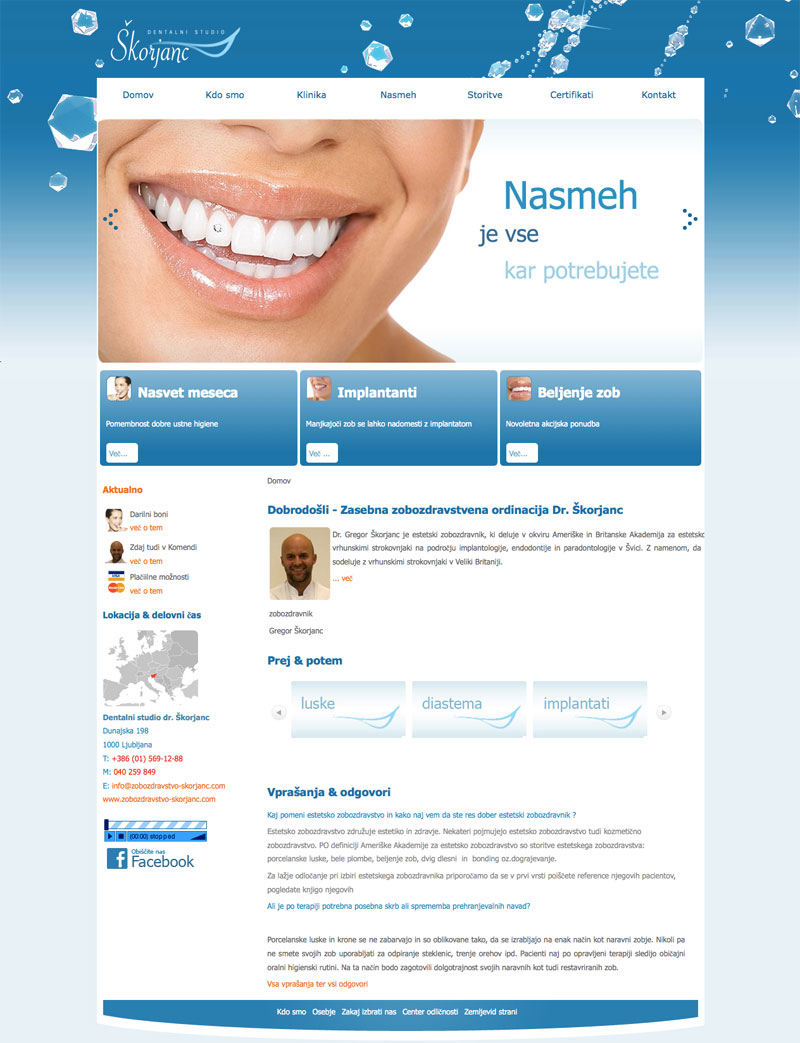 DENTALNI STUDIO
Škorjanc
Domov
Kdo smo
Klinika
Nasmeh
Storitve
Certifikati
Kontakt
Nasmeh
je vse
kar potrebujete
Nasvet meseca
Pomembnost dobre ustne higiene
Več...
Implantanti
Manjkajoči zob se lahko nadomesti z implantatom
Več ...
Beljenje zob
Novoletna akcijska ponudba
Več ...
Aktualno
Darilni boni
več o tem
Zdaj tudi v Komendi
več o tem
VISA
Plačilne možnosti
več o tem
Lokacija & delovni čas
Dentalni studio dr. Škorjanc
Dunajska 198
1000 Ljubljana
T: +386 (01) 569-12-88
M: 040 259 849
E: info@zobozdravstvo-skorjanc.com
www.zobozdravstvo-skorjanc.com
(00:00) stopped
Obiščite nas
Facebook
Domov
Dobrodošli - Zasebna zobozdravstvena ordinacija Dr. Škorjanc
Dr. Gregor Škorjanc je estetski zobozdravnik, ki deluje v okviru Ameriške in Britanske Akademija za estetsko
vrhunskimi strokovnjaki na področju implantologije, endodontije in paradontologije v Švici. Z namenom, da
sodeluje z vrhunskimi strokovnjaki v Veliki Britaniji.
... več
zobozdravnik
Gregor Škorjanc
Prej & potem
luske
diastema
implantati
Vprašanja & odgovori
Kaj pomeni estetsko zobozdravstvo in kako naj vem da ste res dober estetski zobozdravnik ?
Estetsko zobozdravstvo združuje estetiko in zdravje. Nekateri pojmujejo estetsko zobozdravstvo tudi kozmetično
zobozdravstvo. PO definiciji Ameriške Akademije za estetsko zobozdravstvo so storitve estetskega zobozdravstva:
porcelanske luske, bele plombe, beljenje zob, dvig dlesni in bonding oz.dograjevanje.
Za lažje odločanje pri izbiri estetskega zobozdravnika priporočamo da se v prvi vrsti poiščete reference njegovih pacientov,
pogledate knjigo njegovih
Ali je po terapiji potrebna posebna skrb ali sprememba prehranjevalnih navad?
Porcelanske luske in krone se ne zabarvajo in so oblikovane tako, da se izrabljajo na enak način kot naravni zobje. Nikoli pa
ne smete svojih zob uporabljati za odpiranje steklenic, trenje orehov ipd. Pacienti naj po opravljeni terapiji sledijo običajni
oralni higienski rutini. Na ta način bodo zagotovili dolgotrajnost svojih naravnih kot tudi restavriranih zob.
Vsa vprašanja ter vsi odgovori
Kdo smo Osebje Zakaj izbrati nas Center odličnosti Zemljevid strani